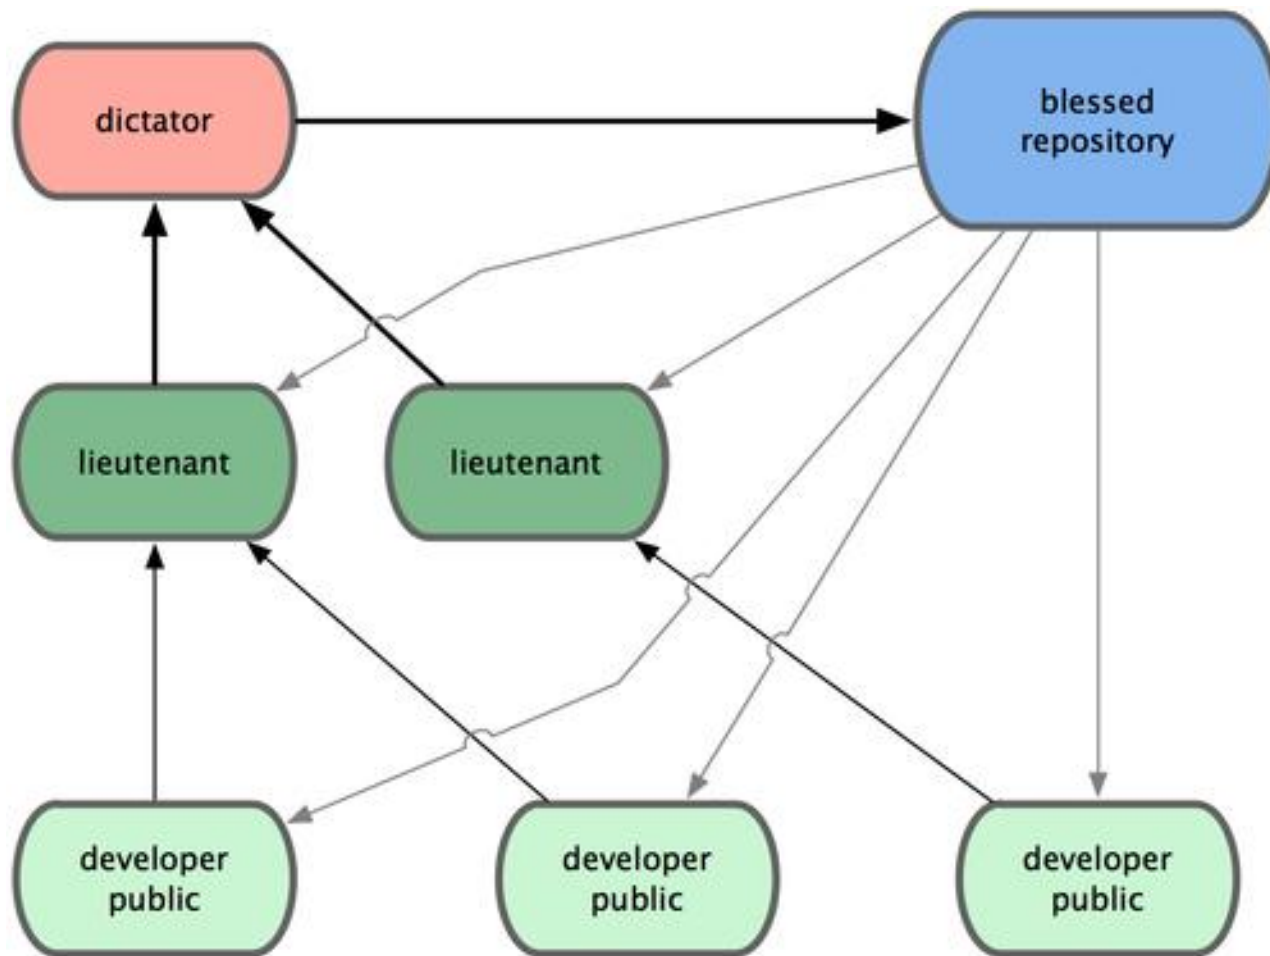 dictator
blessed
repository
lieutenant
lieutenant
developer
public
developer
public
developer
public